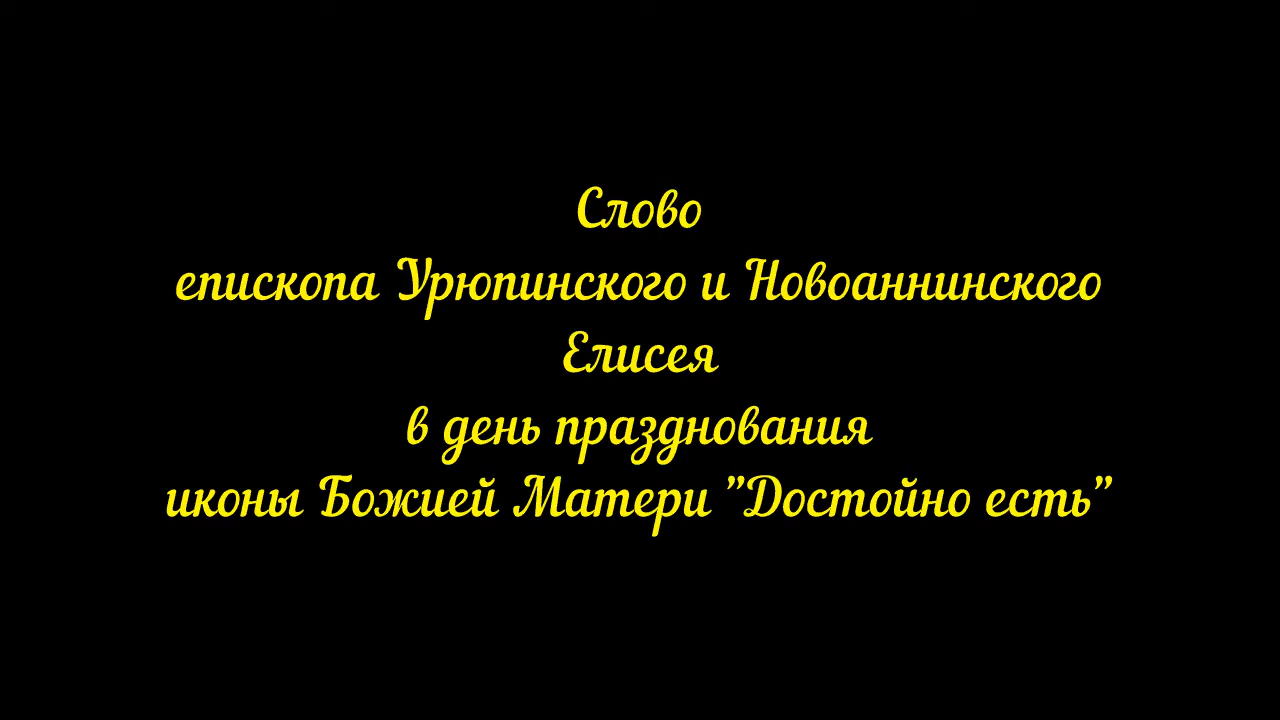 Слово
епископа Урюпинского и Новоаннинского
Елисея
в день празднования
иконы Божией Матери "Достойно есть"